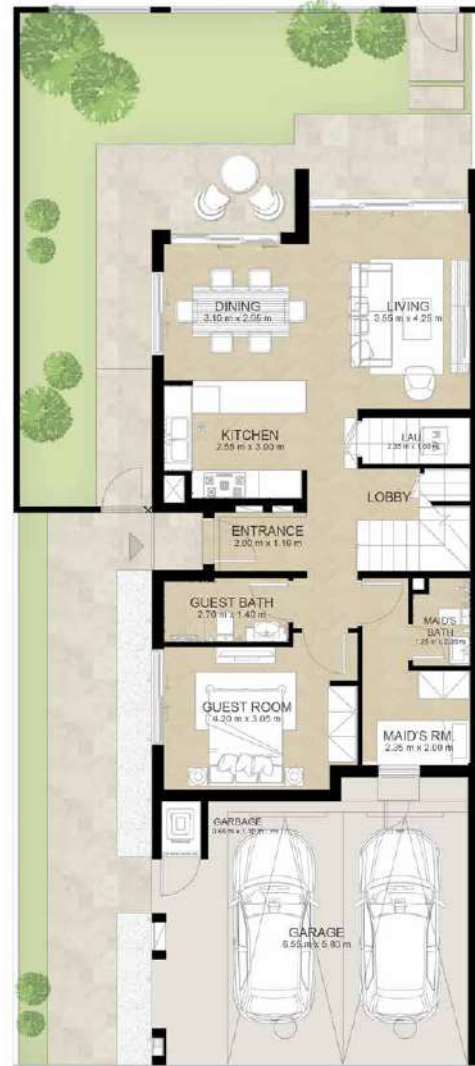 DINING
3.10 m x 2.95 m
LIVING
3.55 m x 4.25 m
KITCHEN
2.55 m x 3.00 m
LAU
LOBBY
ENTRANCE
2.00 m x 1.10 m
GUEST BATH
2.70 m x 1.40 m
MAID'S
BATH
GUEST ROOM
4.20 m x 3.05 m
MAID'S RM.
2.35 m x 2.00 m
GARBAGE
GARAGE
6.55 m x 5.80 m